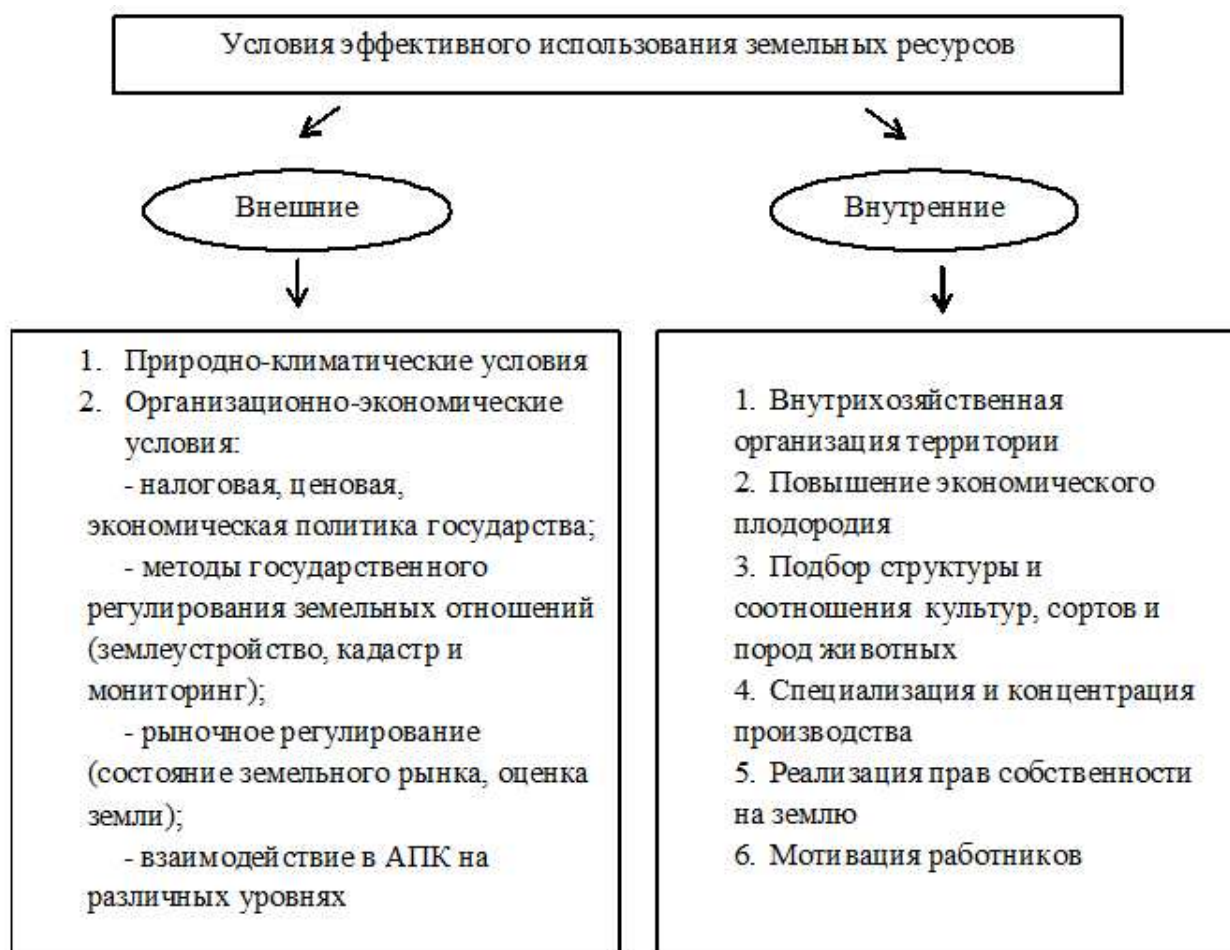 Условия эффективного использования земельных ресурсов
Внешние
Внутренние
1. Природно-климатические условия
2. Организационно-экономические
условия:
- налоговая, ценовая,
экономическая политика государства;
- методы государственного
регулирования земельных отношений
(землеустройство, кадастр и
мониторинг);
- рыночное регулирование
(состояние земельного рынка, оценка
земли);
- взаимодействие в АПК на
различных уровнях
1. Внутрихозяйственная
организация территории
2. Повышение экономического
плодородия
3. Подбор структуры и
соотношения культур, сортов и
пород животных
4. Специализация и концентрация
производства
5. Реализация прав собственности
на землю
6. Мотивация работников